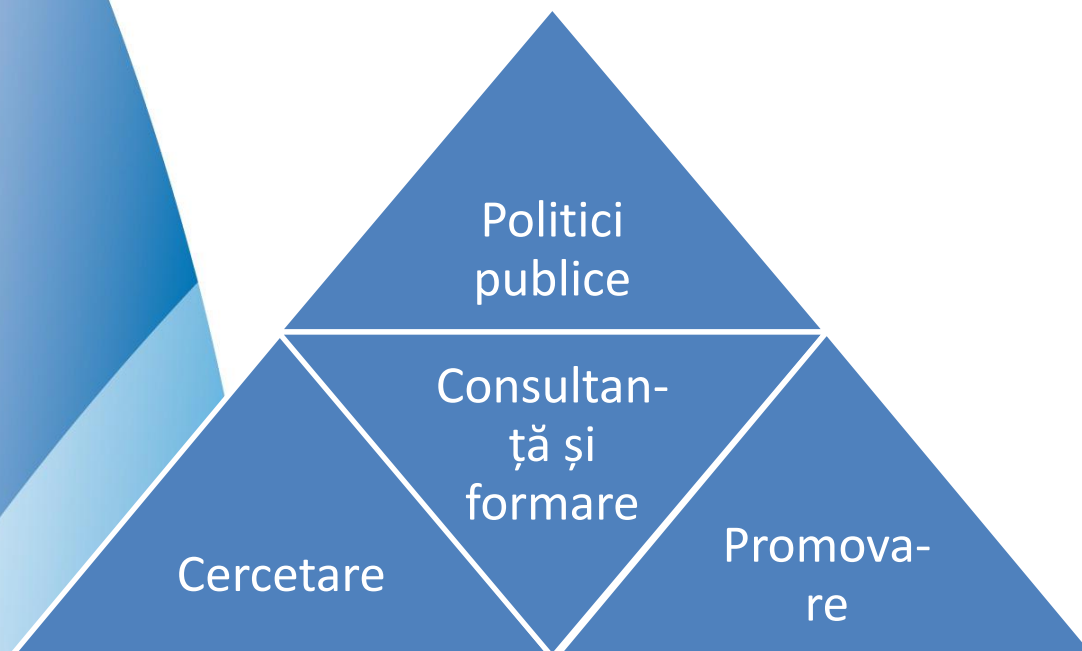 Politici
publice
Consultan-
ță și
formare
Cercetare
Promova-
re